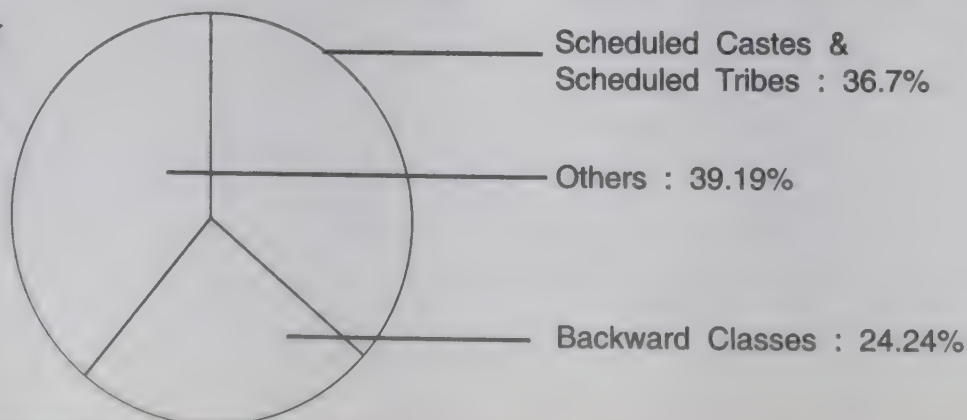 Scheduled Castes &
Scheduled Tribes : 36.7%
Others : 39.19%
Backward Classes : 24.24%